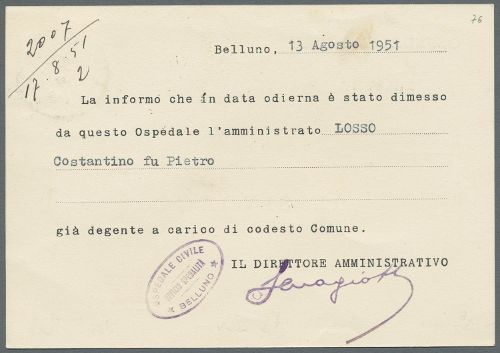 76
2007
17.8.51
2
Belluno, 13 Agosto 1951
La informo che in data odierna è stato dimesso
da questo Ospedale l'amministrato LOSSO
Costantino fu Pietro
già degente a carico di codesto Comune.
IL DIRETTORE AMMINISTRATIVO
OSPEDALE CIVILE
UFFICIO SPEDALITÀ
* BELLUNO *